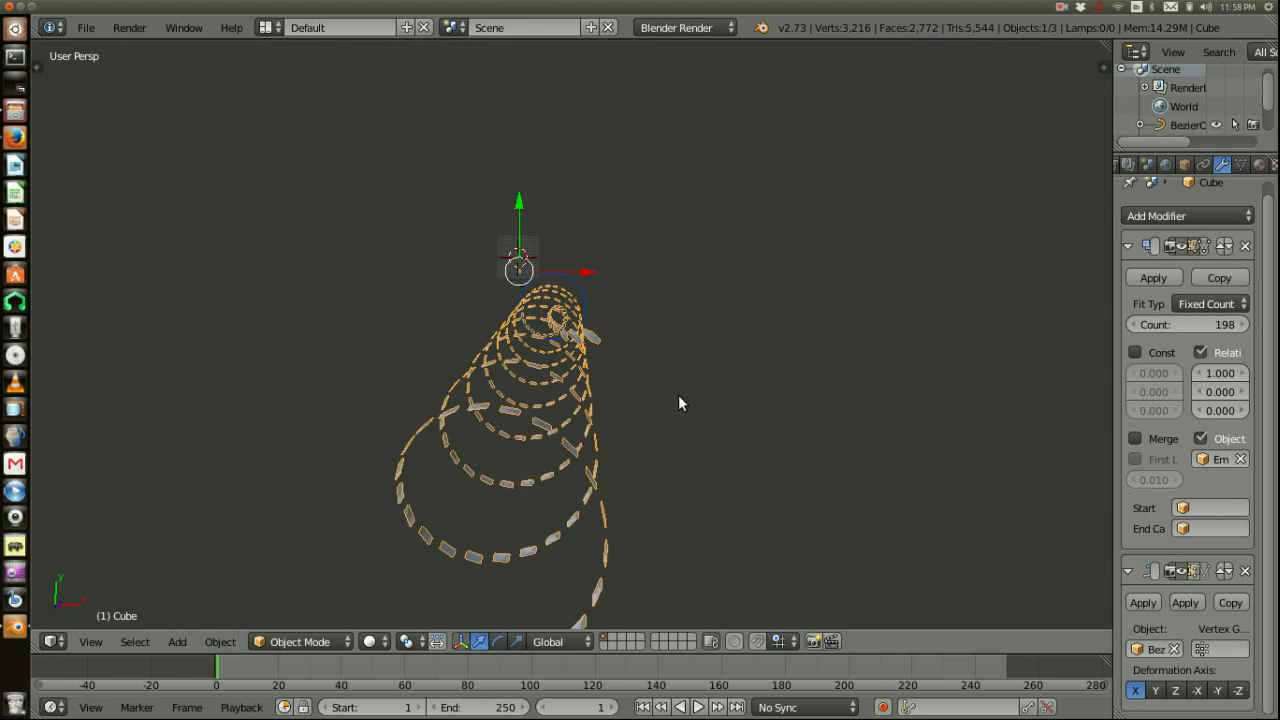 11:58 PM
File Render Window Help Default Scene Blender Render v2.73 | Verts:3,216 | Faces:2,772 | Tris:5,544 | Objects:1/3 | Lamps:0/0 | Mem:14.29M | Cube
View Search All Sc
User Persp
Scene
RenderL
World
BezierC
Cube
Add Modifier
Apply Copy
Fit Typ Fixed Count
Count: 198
Const Relati
0.000 1.000
0.000 0.000
0.000 0.000
Merge Object
First L Em
0.010
Start
End Ca
Apply Apply Copy
Object: Vertex G...
Bez
Deformation Axis:
X Y Z -X -Y -Z
y
x
(1) Cube
View Select Add Object Object Mode Global
-40 -20 0 20 40 60 80 100 120 140 160 180 200 220 240 260 280
View Marker Frame Playback Start: 1 End: 250 1 No Sync